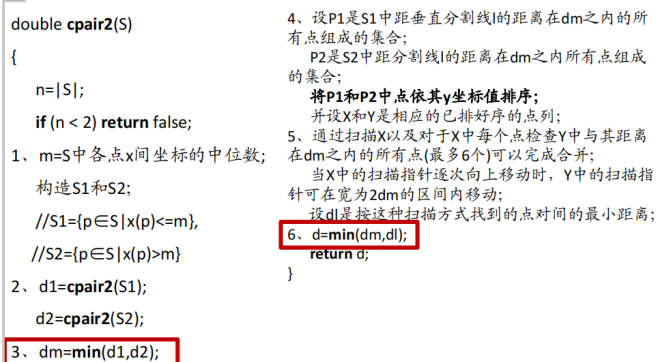 double cpair2(S)
{
n=|S|;
if (n < 2) return false;
1、m=S中各点x间坐标的中位数;
构造S1和S2;
//S1={p∈S|x(p)<=m},
//S2={p∈S|x(p)>m}
2、d1=cpair2(S1);
d2=cpair2(S2);
3、dm=min(d1,d2);
4、设P1是S1中距垂直分割线l的距离在dm之内的所
有点组成的集合;
P2是S2中距分割线l的距离在dm之内所有点组成
的集合;
将P1和P2中点依其y坐标值排序;
并设X和Y是相应的已排好序的点列;
5、通过扫描X以及对于X中每个点检查Y中与其距离
在dm之内的所有点(最多6个)可以完成合并;
当X中的扫描指针逐次向上移动时，Y中的扫描指
针可在宽为2dm的区间内移动;
设dl是按这种扫描方式找到的点对间的最小距离;
6、d=min(dm,dl);
return d;
}